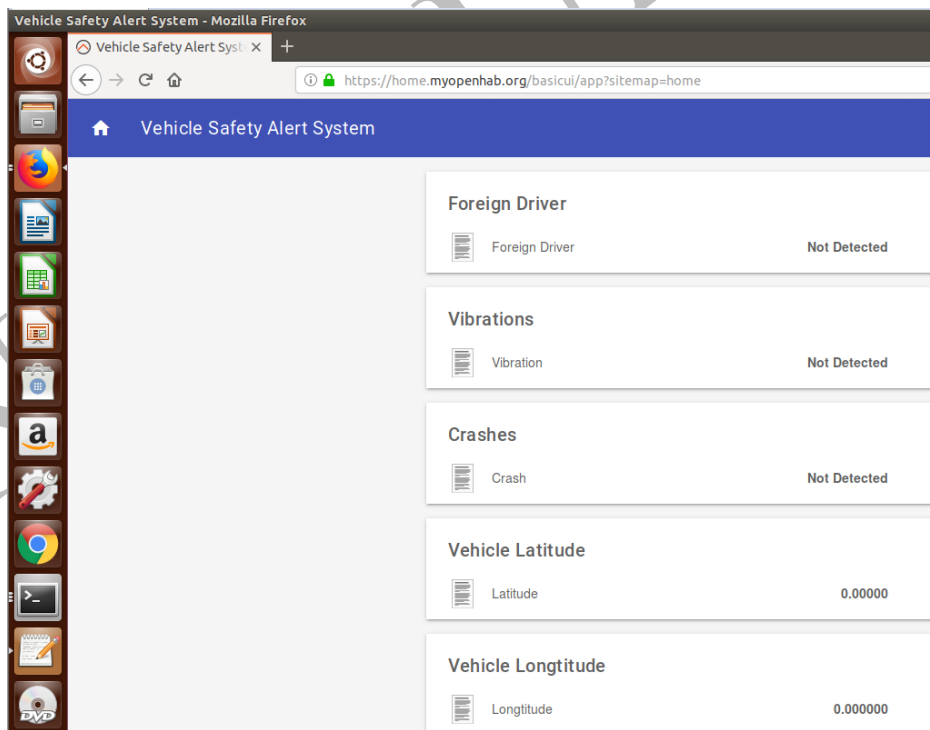 Vehicle Safety Alert System - Mozilla Firefox
Vehicle Safety Alert Syst
https://home.myopenhab.org/basicui/app?sitemap=home
Vehicle Safety Alert System
Foreign Driver
Foreign Driver Not Detected
Vibrations
Vibration Not Detected
Crashes
Crash Not Detected
Vehicle Latitude
Latitude 0.00000
Vehicle Longtitude
Longtitude 0.000000
a
>_
DVD